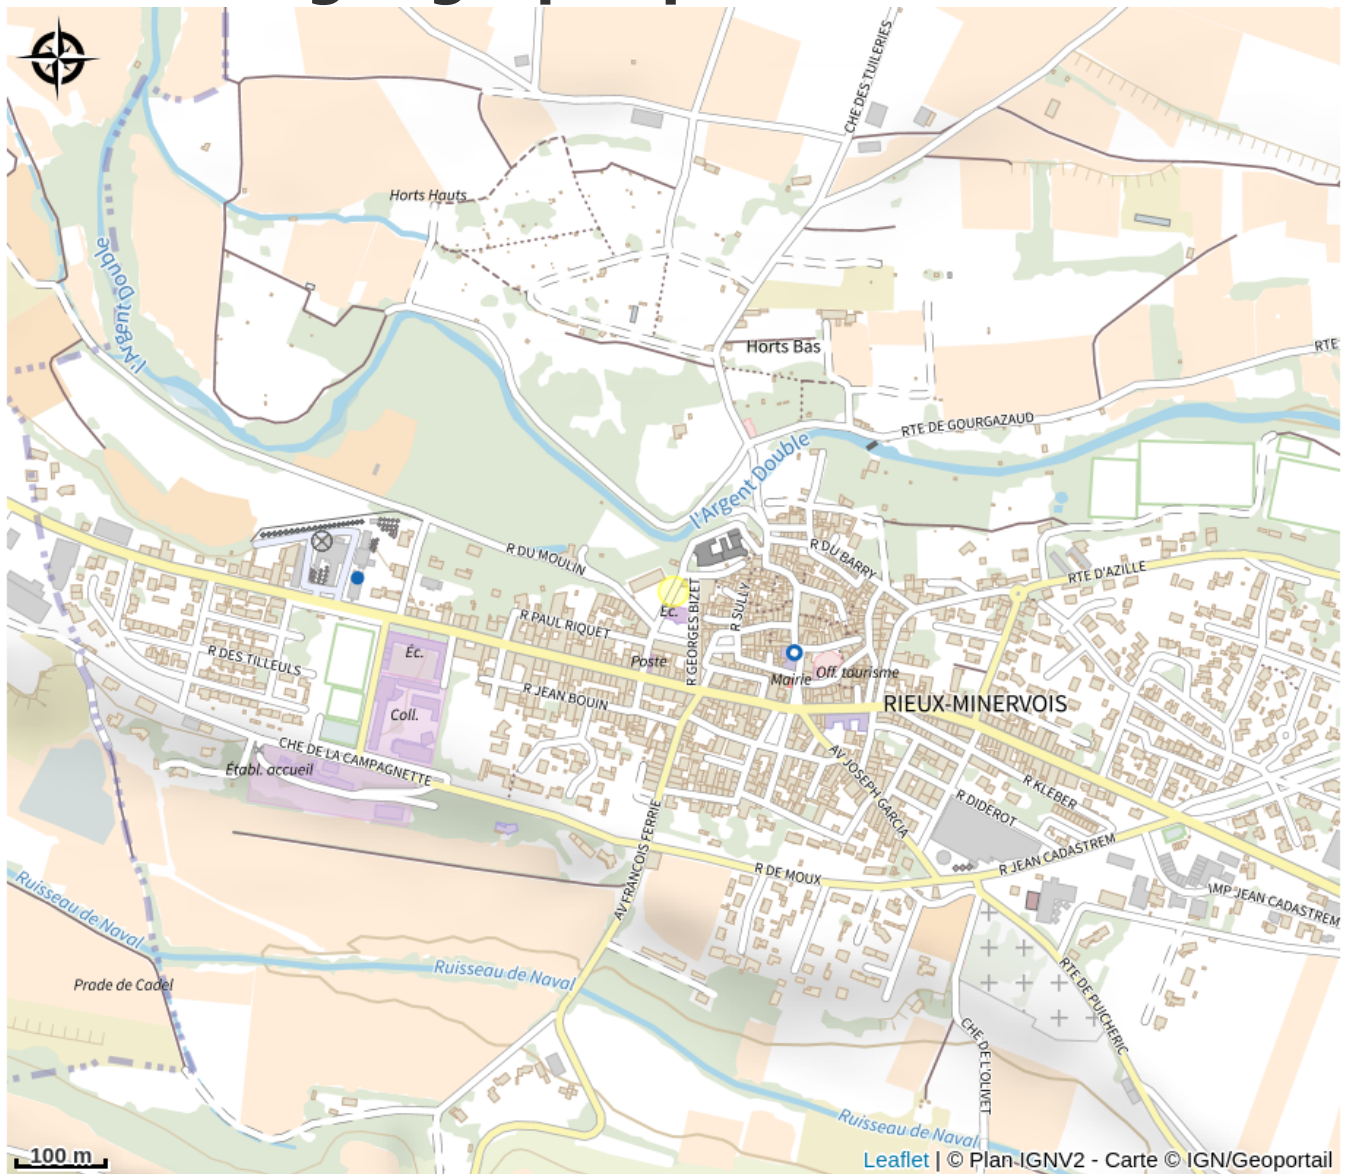 CHE DES TUILERIES
Horts Hauts
l'Argent Double
Horts Bas
RTE
RTE DE GOURGAZAUD
l'Argent Double
R DU MOULIN
R DU BARRY
RTE D'AZILLE
R SULLY
R GEORGES BIZET
Éc.
R PAUL RIQUET
R DES TILLEULS
Éc.
Poste
Mairie
Off. tourisme
R JEAN BOUIN
RIEUX-MINERVOIS
Coll.
CHE DE LA CAMPAGNETTE
Établ. accueil
AV JOSEPH GARCIA
R KLEBER
R DIDEROT
AV FRANCOIS FERRIE
R DE MOUX
R JEAN CADASTREM
IMP JEAN CADASTREM
Ruisseau de Naval
Ruisseau de Naval
Prade de Cadel
RTE DE PUICHERIC
CHE DE L'OLIVET
Ruisseau de Naval
100 m
Leaflet | © Plan IGNV2 - Carte © IGN/Geoportail